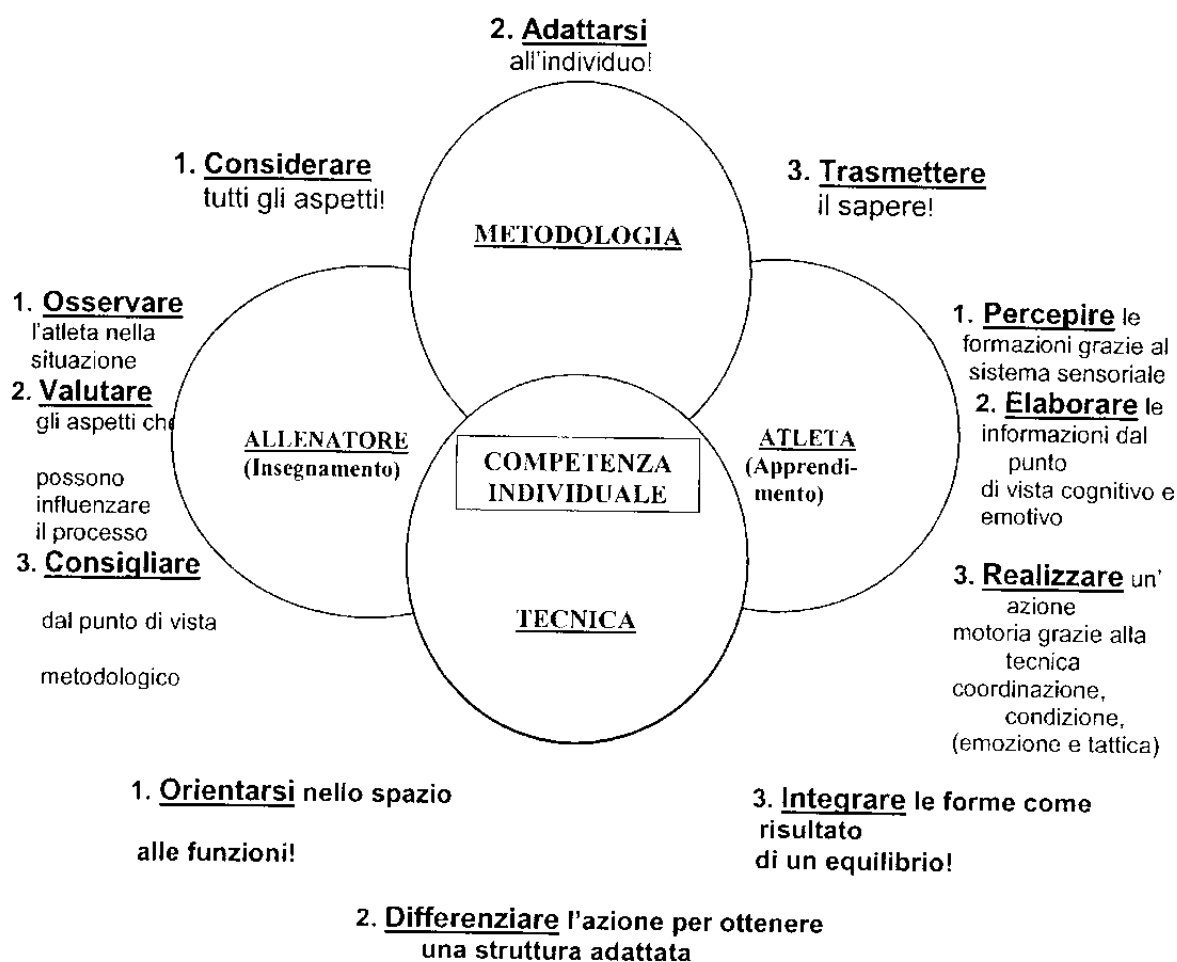 2. Adattarsi
all'individuo!
1. Considerare
tutti gli aspetti!
3. Trasmettere
il sapere!
METODOLOGIA
1. Osservare
l'atleta nella
situazione
2. Valutare
gli aspetti che
possono
influenzare
il processo
3. Consigliare
dal punto di vista
metodologico
ALLENATORE
(Insegnamento)
COMPETENZA
INDIVIDUALE
ATLETA
(Apprendi-
mento)
TECNICA
1. Percepire le
formazioni grazie al
sistema sensoriale
2. Elaborare le
informazioni dal
punto
di vista cognitivo e
emotivo
3. Realizzare un'
azione
motoria grazie alla
tecnica
coordinazione,
condizione,
(emozione e tattica)
1. Orientarsi nello spazio
alle funzioni!
3. Integrare le forme come
risultato
di un equilibrio!
2. Differenziare l'azione per ottenere
una struttura adattata